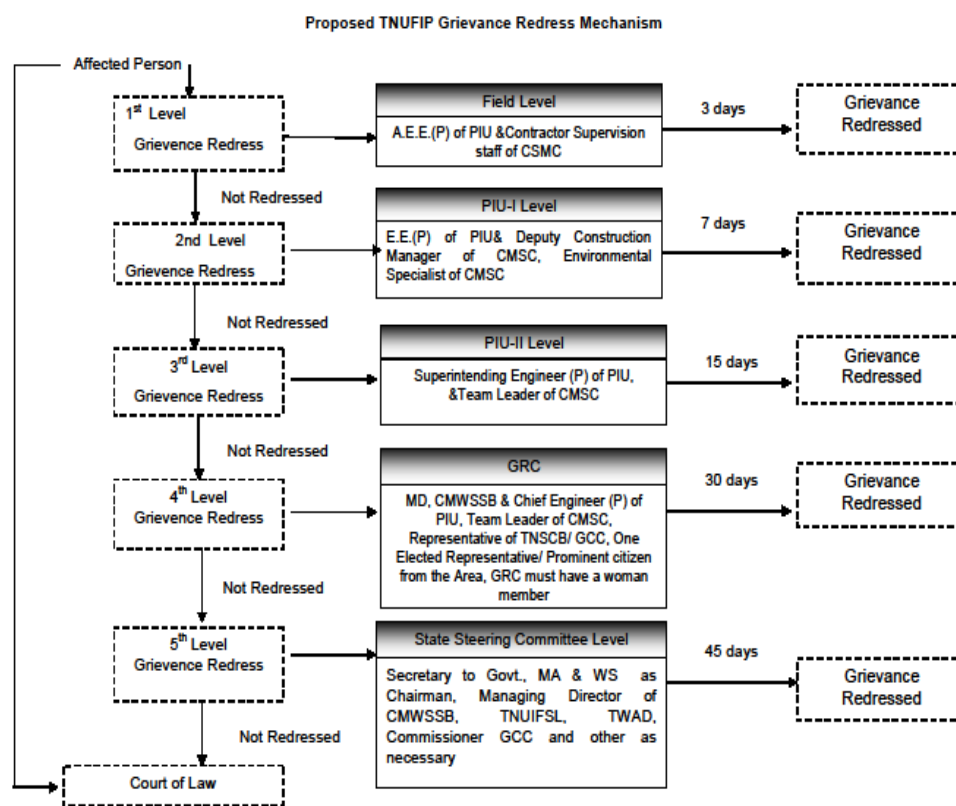 Proposed TNUFIP Grievance Redress Mechanism
Affected Person
1st Level
Grievence Redress
Field Level
A.E.E.(P) of PIU &Contractor Supervision
staff of CSMC
3 days
Grievance
Redressed
Not Redressed
2nd Level
Grievence Redress
PIU-I Level
E.E.(P) of PIU& Deputy Construction
Manager of CMSC, Environmental
Specialist of CMSC
7 days
Grievance
Redressed
Not Redressed
3rd Level
Grievence Redress
PIU-II Level
Superintending Engineer (P) of PIU,
&Team Leader of CMSC
15 days
Grievance
Redressed
Not Redressed
4th Level
Grievence Redress
GRC
MD, CMWSSB & Chief Engineer (P) of
PIU, Team Leader of CMSC,
Representative of TNSCB/ GCC, One
Elected Representative/ Prominent citizen
from the Area, GRC must have a woman
member
30 days
Grievance
Redressed
Not Redressed
5th Level
Grievence Redress
State Steering Committee Level
Secretary to Govt., MA & WS as
Chairman, Managing Director of
CMWSSB, TNUIFSL, TWAD,
Commissioner GCC and other as
necessary
45 days
Grievance
Redressed
Not Redressed
Court of Law